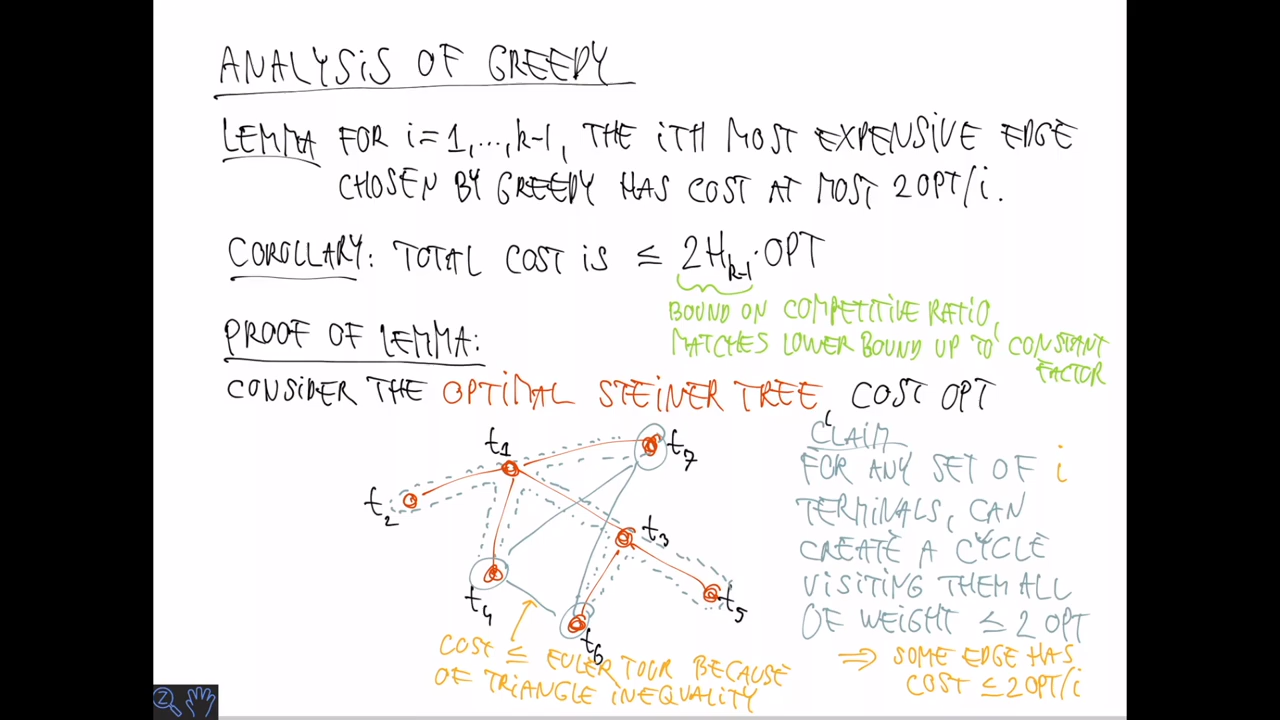 ANALYSIS OF GREEDY
LEMMA FOR i=1,...,k-1, THE iTH MOST EXPENSIVE EDGE
CHOSEN BY GREEDY HAS COST AT MOST 2OPT/i.
COROLLARY: TOTAL COST IS ≤ 2H_{k-1}·OPT
BOUND ON COMPETITIVE RATIO,
MATCHES LOWER BOUND UP TO CONSTANT
FACTOR
PROOF OF LEMMA:
CONSIDER THE OPTIMAL STEINER TREE, COST OPT
t1
t7
t2
t3
t4
t5
t6
COST ≤ EULER TOUR BECAUSE
OF TRIANGLE INEQUALITY
CLAIM
FOR ANY SET OF i
TERMINALS, CAN
CREATE A CYCLE
VISITING THEM ALL
OF WEIGHT ≤ 2 OPT
⇒ SOME EDGE HAS
COST ≤ 2OPT/i